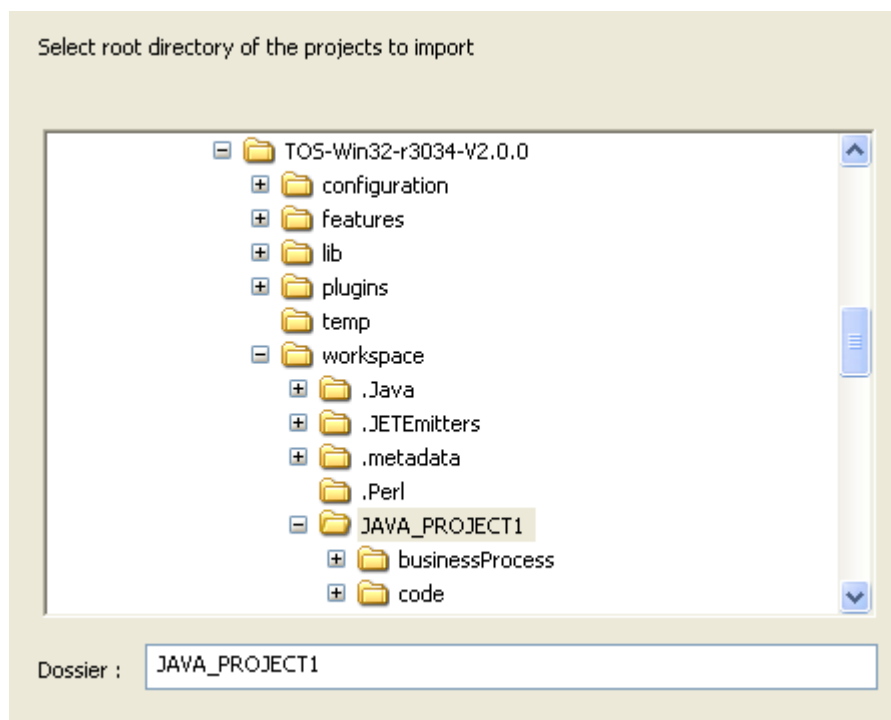 Select root directory of the projects to import
TOS-Win32-r3034-V2.0.0
configuration
features
lib
plugins
temp
workspace
.Java
.JETEmitters
.metadata
.Perl
JAVA_PROJECT1
businessProcess
code
Dossier : JAVA_PROJECT1